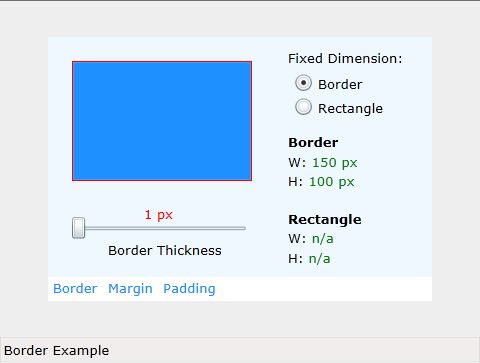 Fixed Dimension:
Border
Rectangle
Border
W: 150 px
H: 100 px
Rectangle
W: n/a
H: n/a
1 px
Border Thickness
Border Margin Padding
Border Example